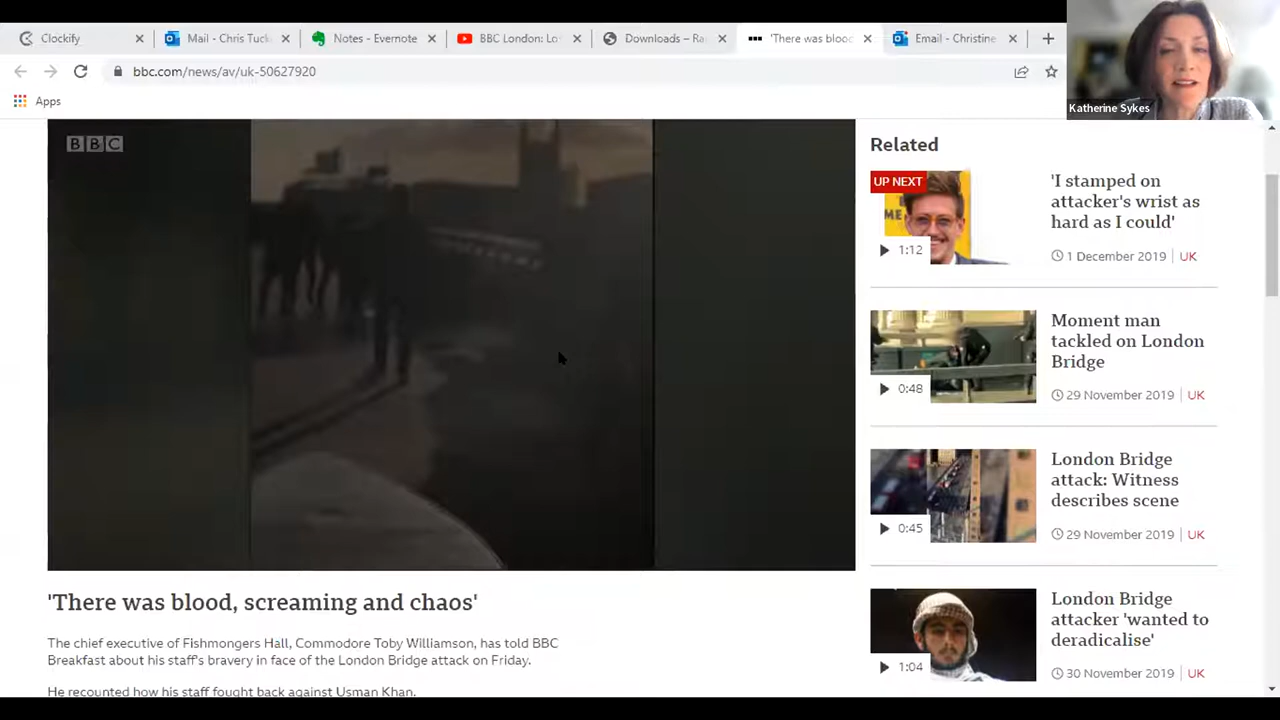 Clockify
Mail - Chris Tuck
Notes - Evernote
BBC London: Lo
Downloads – Ra
'There was blood
Email - Christine
bbc.com/news/av/uk-50627920
Katherine Sykes
Apps
BBC
Related
UP NEXT
'I stamped on
attacker's wrist as
hard as I could'
1:12
1 December 2019 | UK
Moment man
tackled on London
Bridge
0:48
29 November 2019 | UK
London Bridge
attack: Witness
describes scene
0:45
29 November 2019 | UK
London Bridge
attacker 'wanted to
deradicalise'
1:04
30 November 2019 | UK
'There was blood, screaming and chaos'
The chief executive of Fishmongers Hall, Commodore Toby Williamson, has told BBC
Breakfast about his staff's bravery in face of the London Bridge attack on Friday.
He recounted how his staff fought back against Usman Khan.